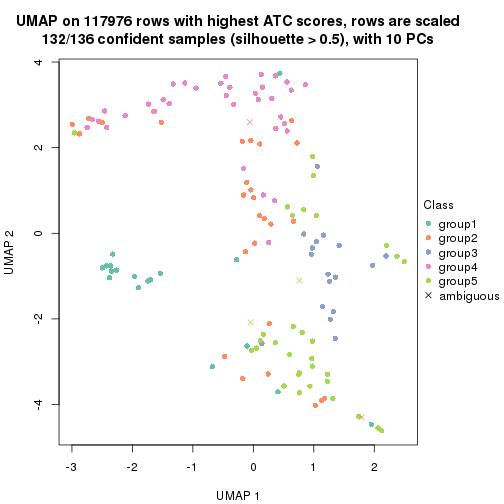 UMAP on 117976 rows with highest ATC scores, rows are scaled
132/136 confident samples (silhouette > 0.5), with 10 PCs
4
2
0
-2
-4
UMAP 2
-3
-2
-1
0
1
2
UMAP 1
Class
group1
group2
group3
group4
group5
ambiguous